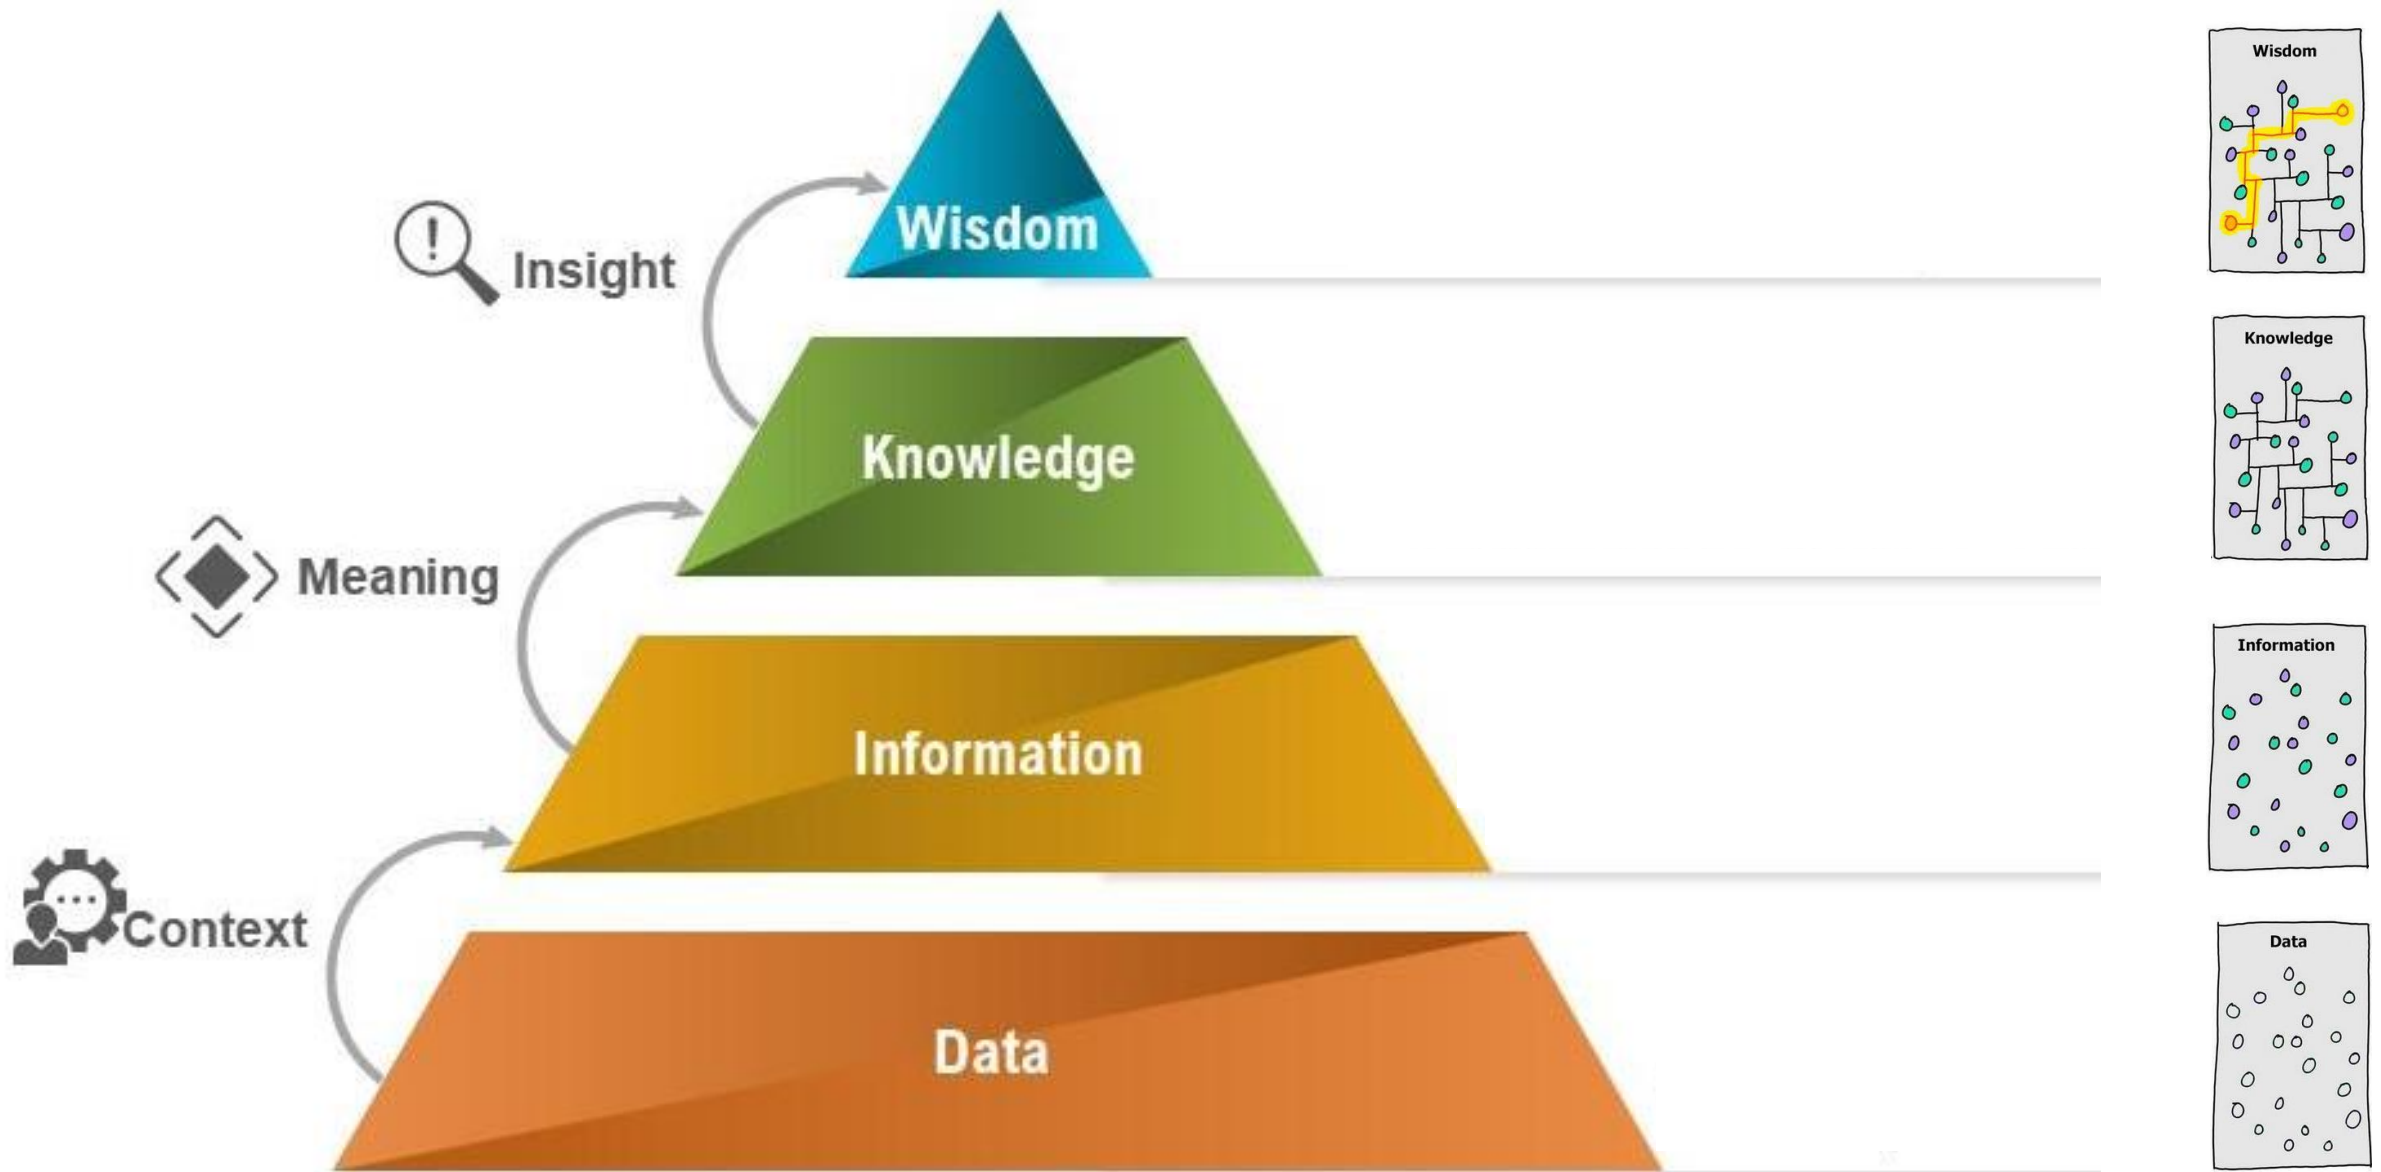 Wisdom
Insight
Knowledge
Meaning
Information
Context
Data
Wisdom
Knowledge
Information
Data